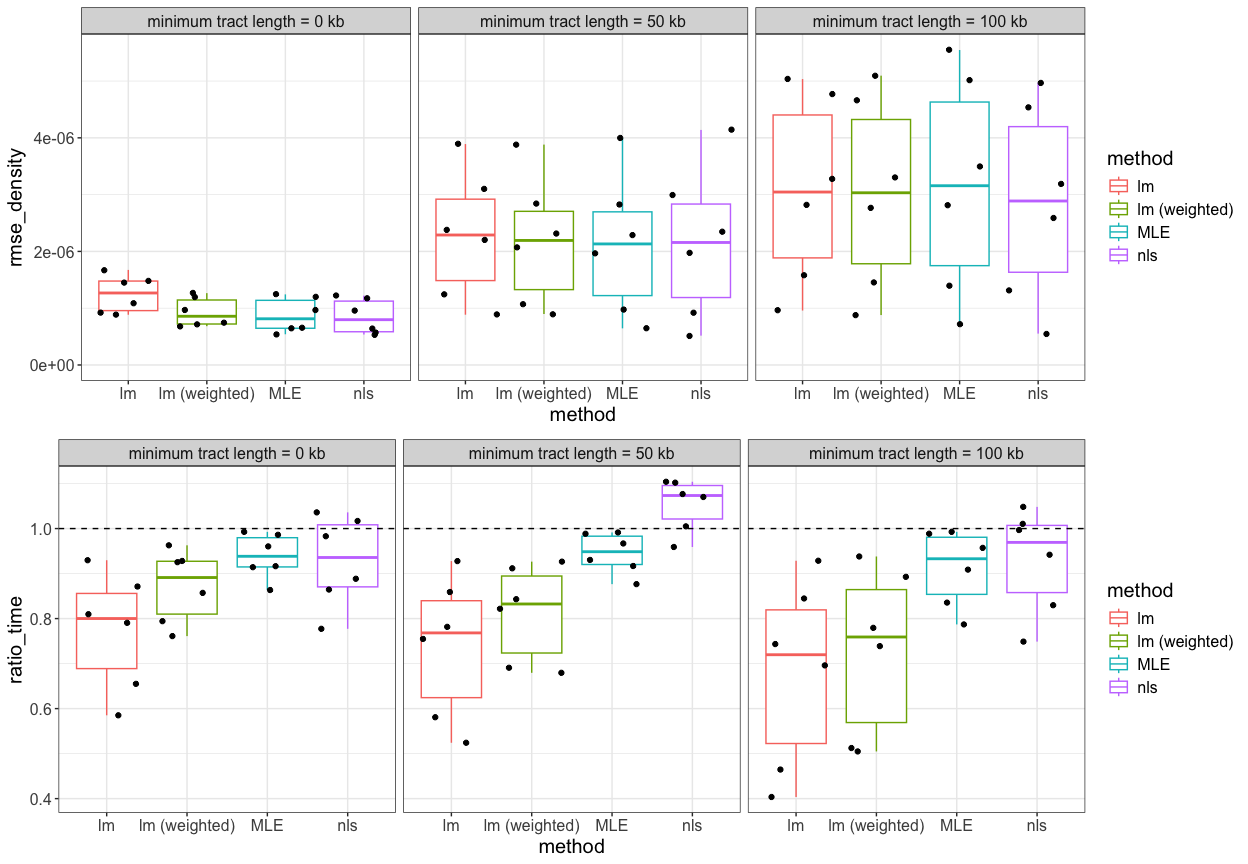 minimum tract length = 0 kb
minimum tract length = 50 kb
minimum tract length = 100 kb
rmse_density
4e-06
2e-06
0e+00
lm
lm (weighted)
MLE
nls
lm
lm (weighted)
MLE
nls
lm
lm (weighted)
MLE
nls
method
method
lm
lm (weighted)
MLE
nls
minimum tract length = 0 kb
minimum tract length = 50 kb
minimum tract length = 100 kb
ratio_time
1.0
0.8
0.6
0.4
lm
lm (weighted)
MLE
nls
lm
lm (weighted)
MLE
nls
lm
lm (weighted)
MLE
nls
method
method
lm
lm (weighted)
MLE
nls